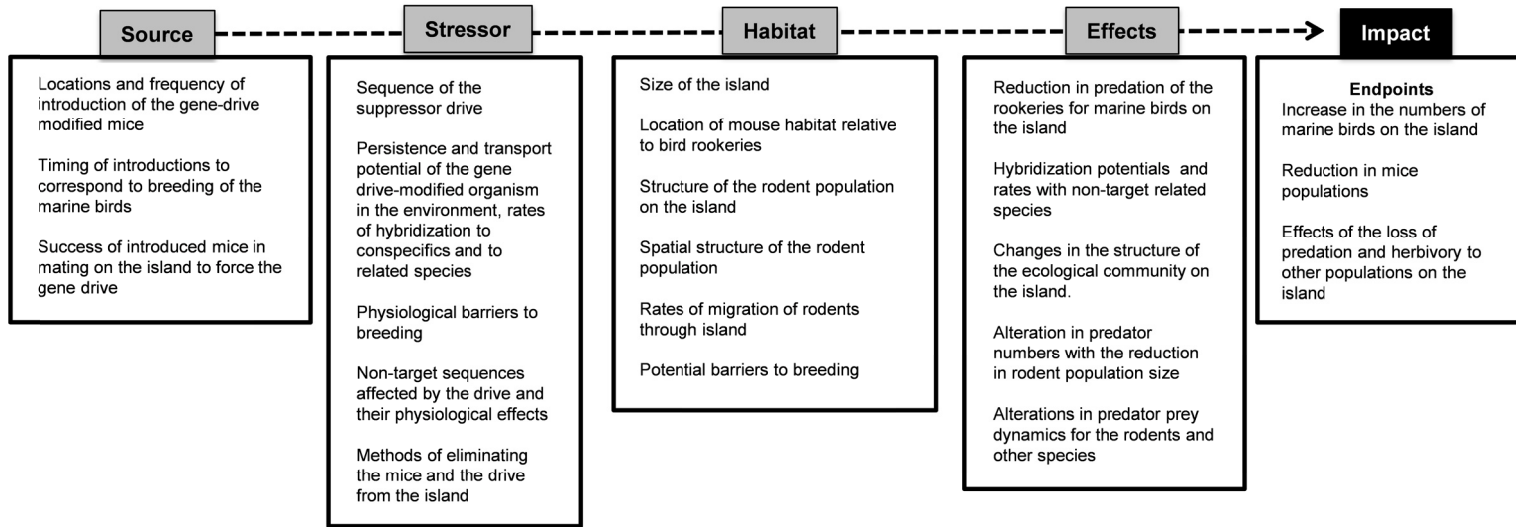 Source
Stressor
Habitat
Effects
Impact
Locations and frequency of
introduction of the gene-drive
modified mice
Timing of introductions to
correspond to breeding of the
marine birds
Success of introduced mice in
mating on the island to force the
gene drive
Sequence of the
suppressor drive
Persistence and transport
potential of the gene
drive-modified organism
in the environment, rates
of hybridization to
conspecifics and to
related species
Physiological barriers to
breeding
Non-target sequences
affected by the drive and
their physiological effects
Methods of eliminating
the mice and the drive
from the island
Size of the island
Location of mouse habitat relative
to bird rookeries
Structure of the rodent population
on the island
Spatial structure of the rodent
population
Rates of migration of rodents
through island
Potential barriers to breeding
Reduction in predation of the
rookeries for marine birds on
the island
Hybridization potentials and
rates with non-target related
species
Changes in the structure of
the ecological community on
the island.
Alteration in predator
numbers with the reduction
in rodent population size
Alterations in predator prey
dynamics for the rodents and
other species
Endpoints
Increase in the numbers of
marine birds on the island
Reduction in mice
populations
Effects of the loss of
predation and herbivory to
other populations on the
island